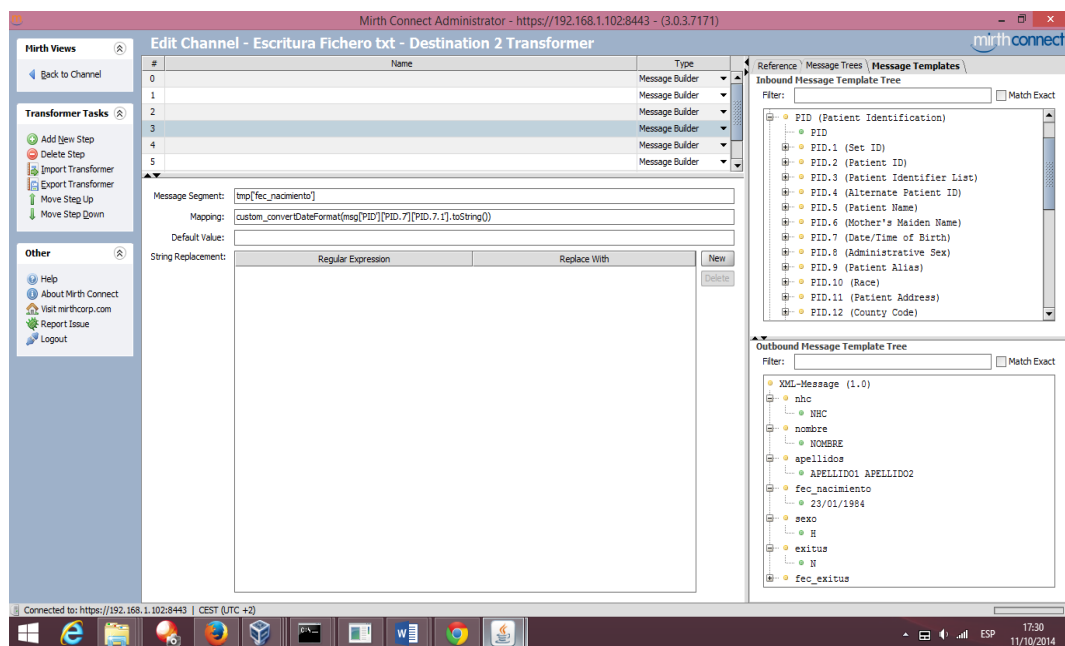 Mirth Connect Administrator - https://192.168.1.102:8443 - (3.0.3.7171)
Mirth Views
Back to Channel
Transformer Tasks
Add New Step
Delete Step
Import Transformer
Export Transformer
Move Step Up
Move Step Down
Other
Help
About Mirth Connect
Visit mirthcorp.com
Report Issue
Logout
Edit Channel - Escritura Fichero txt - Destination 2 Transformer
mirth connect
# Name Type
0 Message Builder
1 Message Builder
2 Message Builder
3 Message Builder
4 Message Builder
5 Message Builder
Message Segment: tmp['fec_nacimiento']
Mapping: custom_convertDateFormat(msg['PID']['PID.7']['PID.7.1'].toString())
Default Value:
String Replacement: Regular Expression Replace With New
Delete
Reference Message Trees Message Templates
Inbound Message Template Tree
Filter: Match Exact
PID (Patient Identification)
PID
PID.1 (Set ID)
PID.2 (Patient ID)
PID.3 (Patient Identifier List)
PID.4 (Alternate Patient ID)
PID.5 (Patient Name)
PID.6 (Mother's Maiden Name)
PID.7 (Date/Time of Birth)
PID.8 (Administrative Sex)
PID.9 (Patient Alias)
PID.10 (Race)
PID.11 (Patient Address)
PID.12 (County Code)
Outbound Message Template Tree
Filter: Match Exact
XML-Message (1.0)
nhc
NHC
nombre
NOMBRE
apellidos
APELLIDO1 APELLIDO2
fec_nacimiento
23/01/1984
sexo
H
exitus
N
fec_exitus
Connected to: https://192.168.1.102:8443 | CEST (UTC +2)
ESP
17:30
11/10/2014